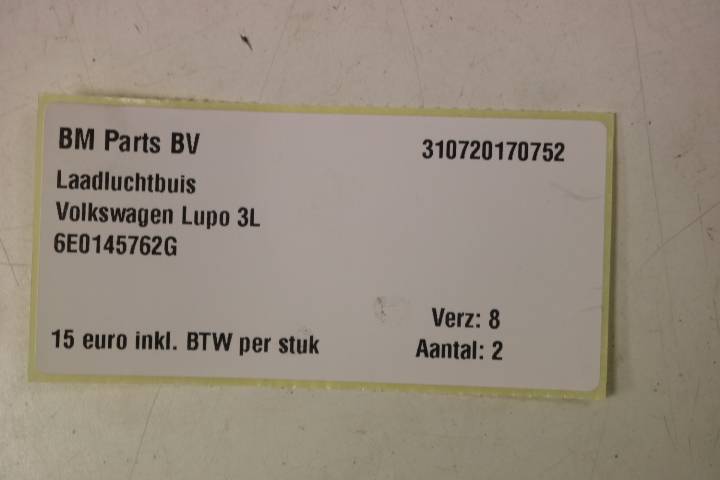 BM Parts BV
310720170752
Laadluchtbuis
Volkswagen Lupo 3L
6E0145762G
Verz: 8
15 euro inkl. BTW per stuk
Aantal: 2